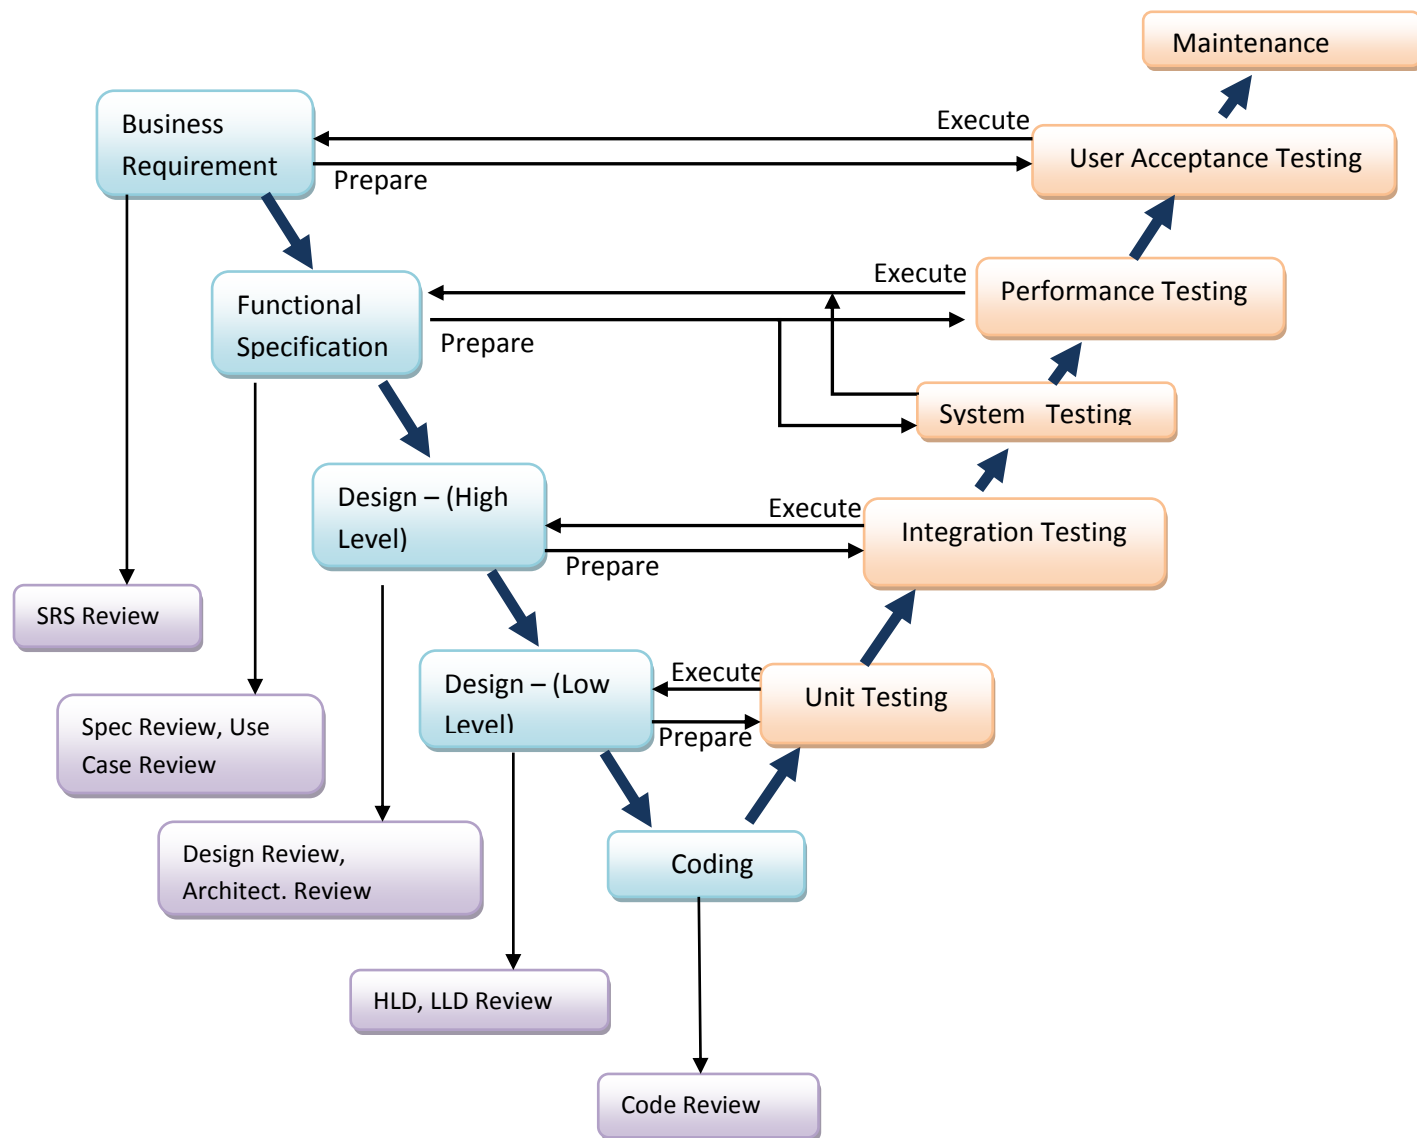 Maintenance
Business
Requirement
Execute
Prepare
User Acceptance Testing
Functional
Specification
Execute
Prepare
Performance Testing
System Testing
Design – (High
Level)
Execute
Prepare
Integration Testing
SRS Review
Design – (Low
Level)
Execute
Prepare
Unit Testing
Spec Review, Use
Case Review
Design Review,
Architect. Review
Coding
HLD, LLD Review
Code Review